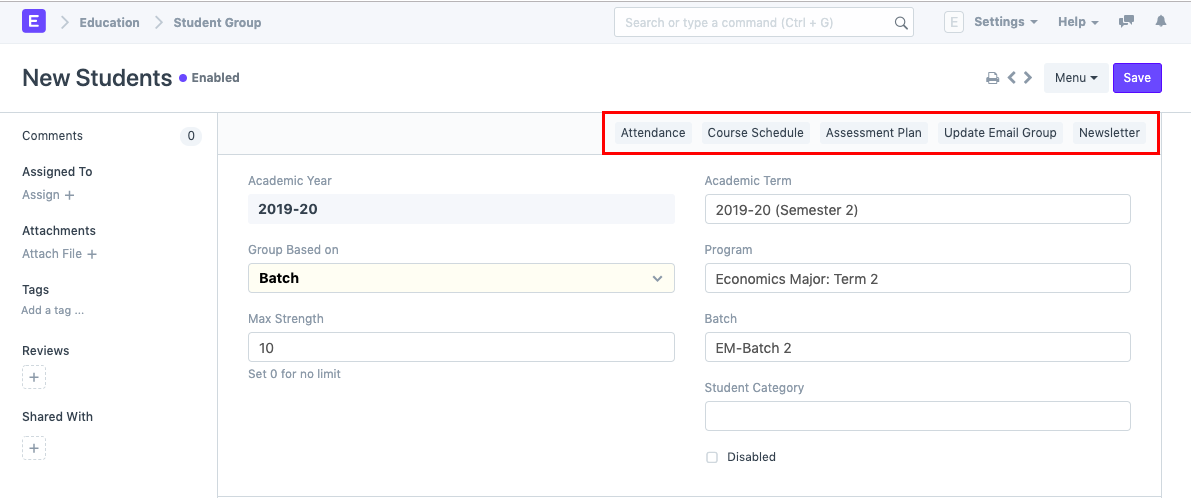 E Education Student Group Search or type a command (Ctrl + G) E Settings Help
New Students Enabled Menu Save
Comments 0
Assigned To
Assign +
Attachments
Attach File +
Tags
Add a tag ...
Reviews
+
Shared With
+
Attendance Course Schedule Assessment Plan Update Email Group Newsletter
Academic Year
2019-20
Group Based on
Batch
Max Strength
10
Set 0 for no limit
Academic Term
2019-20 (Semester 2)
Program
Economics Major: Term 2
Batch
EM-Batch 2
Student Category
Disabled